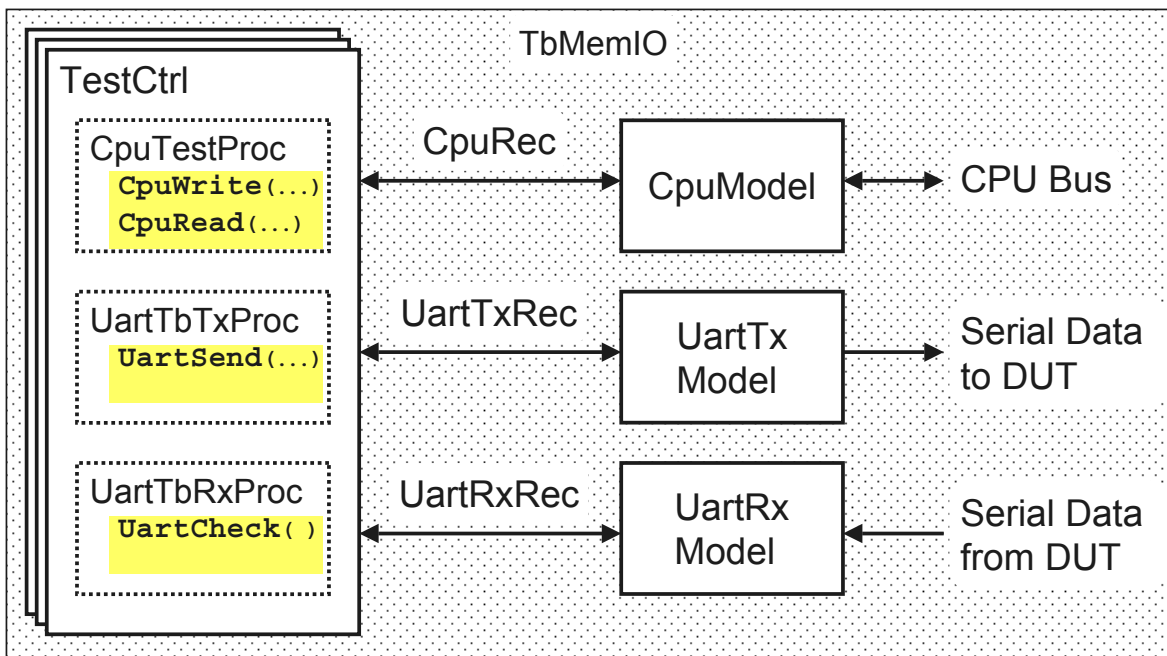 TbMemIO
TestCtrl
CpuTestProc
CpuWrite(...)
CpuRead(...)
CpuRec
CpuModel
CPU Bus
UartTbTxProc
UartSend(...)
UartTxRec
UartTx
Model
Serial Data
to DUT
UartTbRxProc
UartCheck( )
UartRxRec
UartRx
Model
Serial Data
from DUT